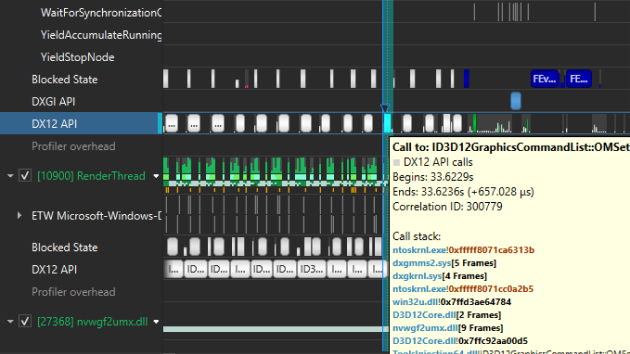 WaitForSynchronizationC
YieldAccumulateRunning
YieldStopNode
Blocked State
FEv...
FE...
DXGI API
DX12 API
...
...
...
...
...
...
Profiler overhead
[10900] RenderThread
ETW Microsoft-Windows-D
Blocked State
DX12 API
I...
ID...
ID...
I...
ID...
ID...
ID3...
I...
ID...
Profiler overhead
[27368] nvwgf2umx.dll
Call to: ID3D12GraphicsCommandList::OMSet
DX12 API calls
Begins: 33.6229s
Ends: 33.6236s (+657.028 µs)
Correlation ID: 300779
Call stack:
ntoskrnl.exe!0xfffff8071ca6313b
dxgmms2.sys[5 Frames]
dxgkrnl.sys[4 Frames]
ntoskrnl.exe!0xfffff8071cc0a2b5
win32u.dll!0x7ffd3ae64784
D3D12Core.dll[2 Frames]
nvwgf2umx.dll[9 Frames]
D3D12Core.dll!0x7ffc92aa00d5